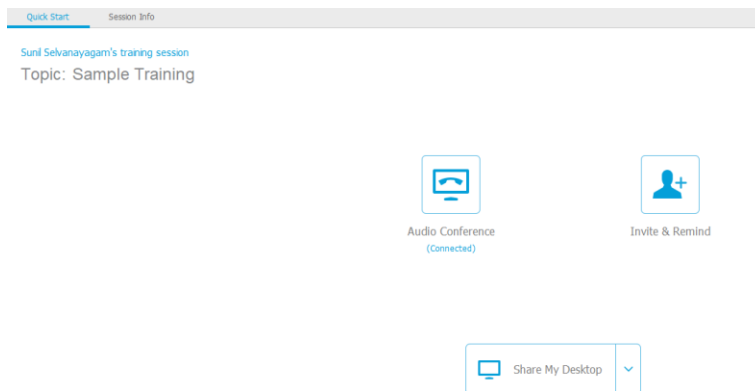 Quick Start Session Info
Sunil Selvanayagam's training session
Topic: Sample Training
Audio Conference Invite & Remind
(Connected)
Share My Desktop